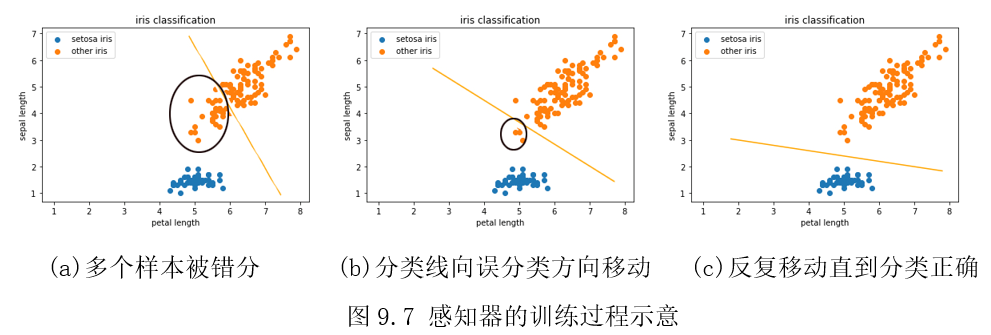 iris classification
setosa iris
other iris
7
6
5
4
3
2
1
sepal length
1 2 3 4 5 6 7 8
petal length
(a)多个样本被错分
iris classification
setosa iris
other iris
7
6
5
4
3
2
1
sepal length
1 2 3 4 5 6 7 8
petal length
(b)分类线向误分类方向移动
iris classification
setosa iris
other iris
7
6
5
4
3
2
1
sepal length
1 2 3 4 5 6 7 8
petal length
(c)反复移动直到分类正确
图 9.7 感知器的训练过程示意